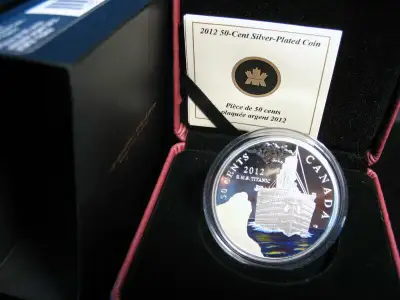 2012 50-Cent Silver-Plated Coin
Pièce de 50 cents
plaquée argent 2012
50 CENTS CANADA
2012
R.M.S. TITANIC